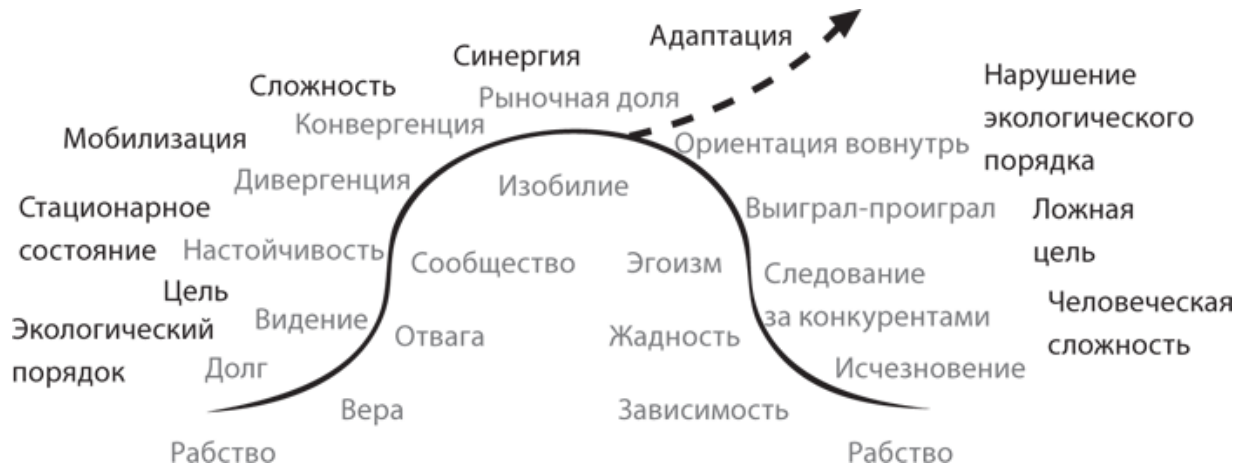 Адаптация
Синергия
Сложность
Рыночная доля
Нарушение
экологического
порядка
Конвергенция
Мобилизация
Ориентация вовнутрь
Дивергенция
Изобилие
Стационарное
состояние
Выиграл-проиграл
Ложная
цель
Настойчивость
Сообщество
Эгоизм
Следование
за конкурентами
Цель
Человеческая
сложность
Экологический
порядок
Видение
Отвага
Жадность
Долг
Исчезновение
Вера
Зависимость
Рабство
Рабство